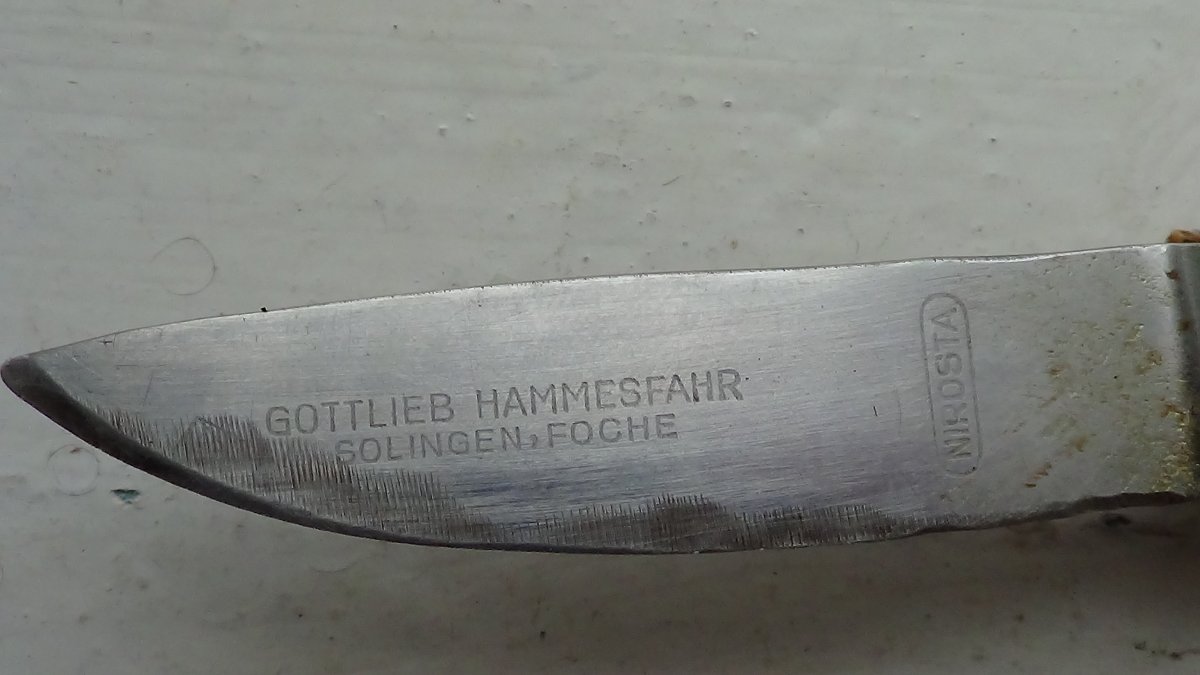 GOTTLIEB HAMMESFAHR
SOLINGEN, FOCHE
NIROSTA